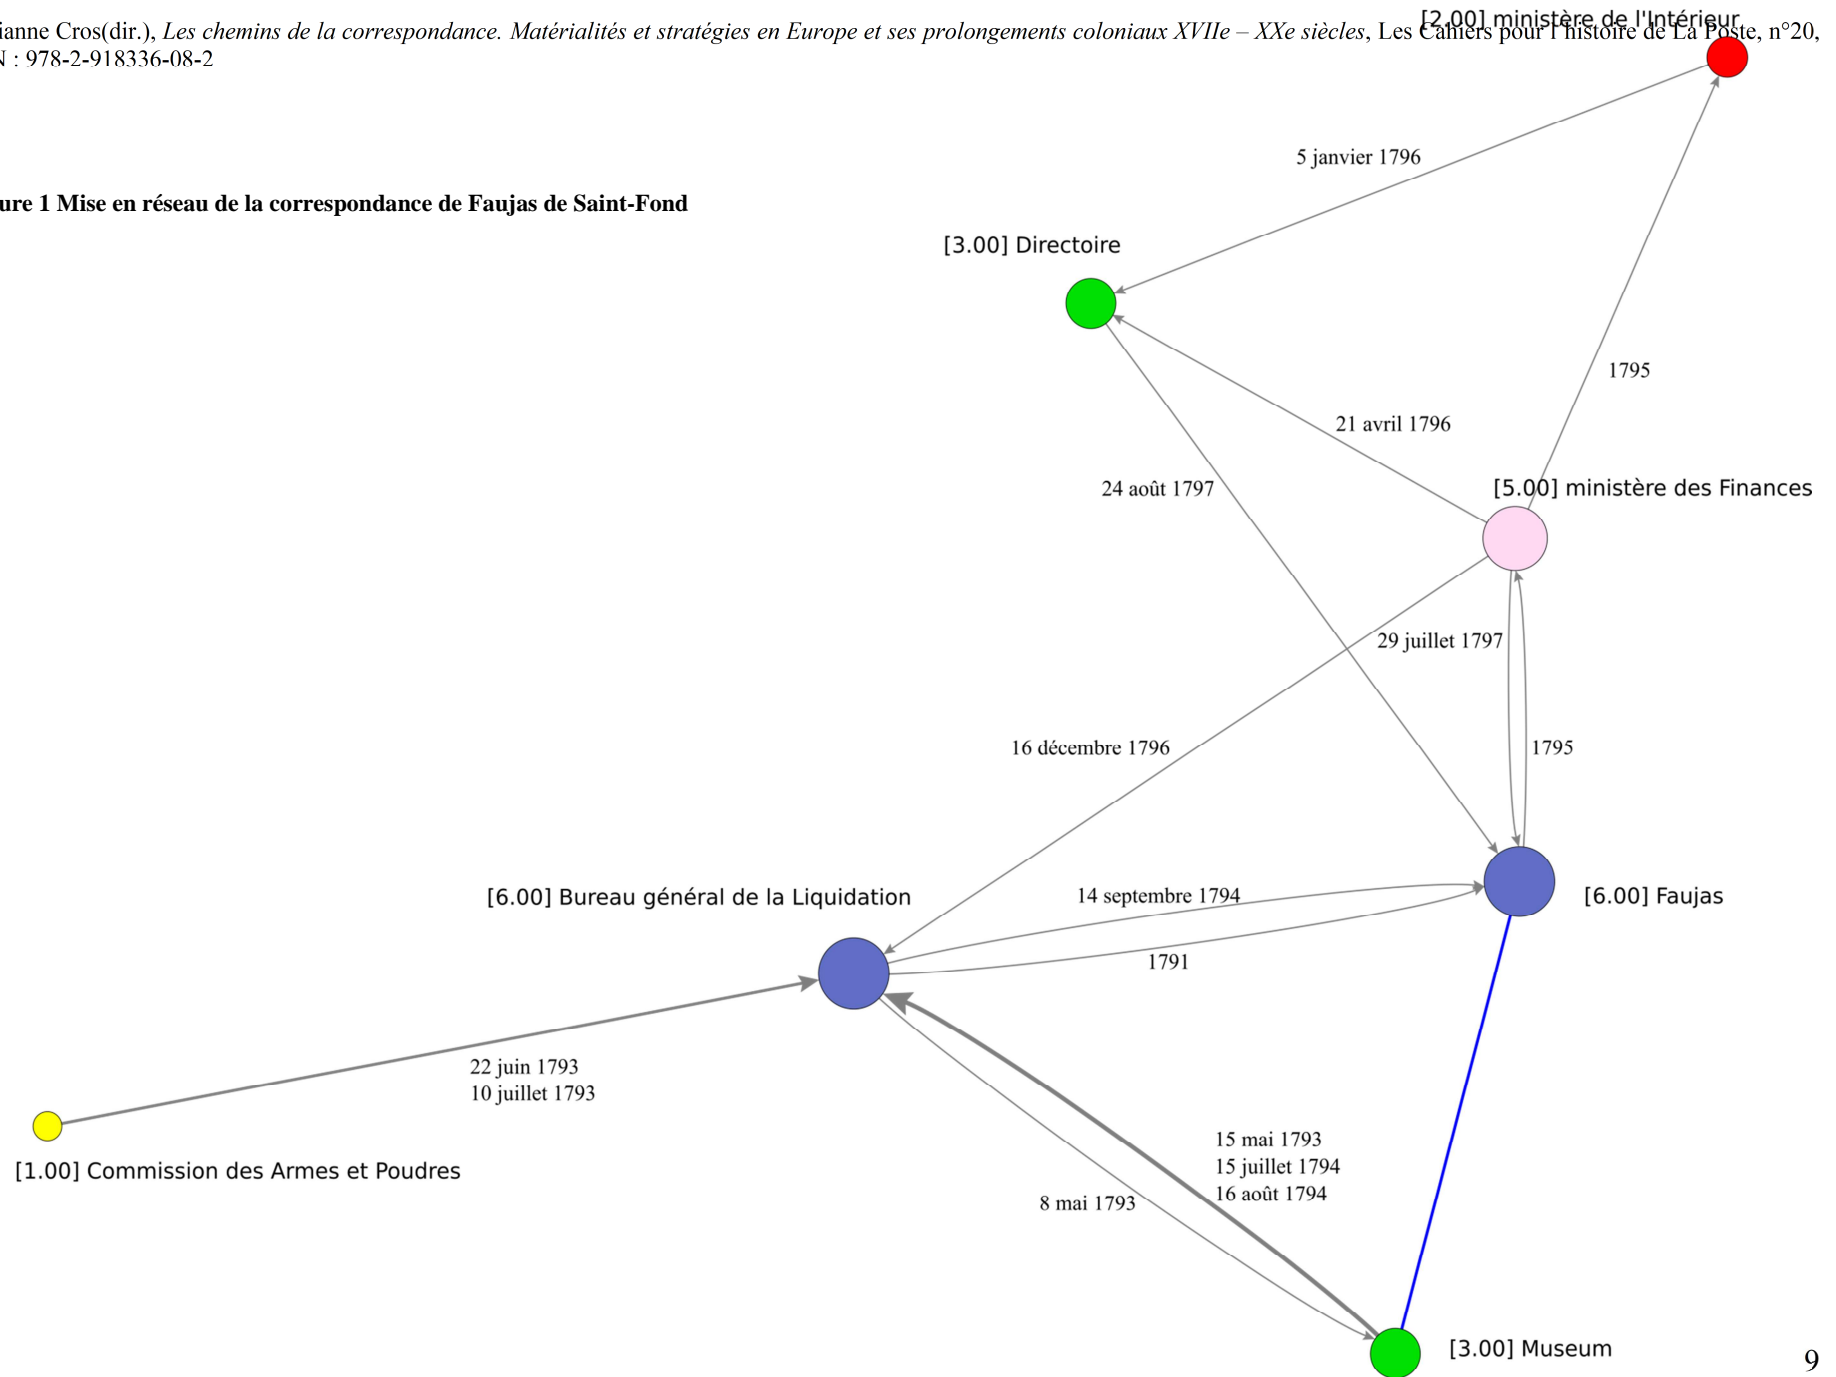 [2.00] ministère de l'Intérieur
ianne Cros(dir.), Les chemins de la correspondance. Matérialités et stratégies en Europe et ses prolongements coloniaux XVIIe – XXe siècles, Les Cahiers pour l'histoire de La Poste, n°20,
N : 978-2-918336-08-2
5 janvier 1796
ure 1 Mise en réseau de la correspondance de Faujas de Saint-Fond
[3.00] Directoire
1795
21 avril 1796
24 août 1797
[5.00] ministère des Finances
29 juillet 1797
16 décembre 1796
1795
[6.00] Bureau général de la Liquidation
14 septembre 1794
[6.00] Faujas
1791
22 juin 1793
10 juillet 1793
15 mai 1793
[1.00] Commission des Armes et Poudres
15 juillet 1794
16 août 1794
8 mai 1793
[3.00] Museum
9